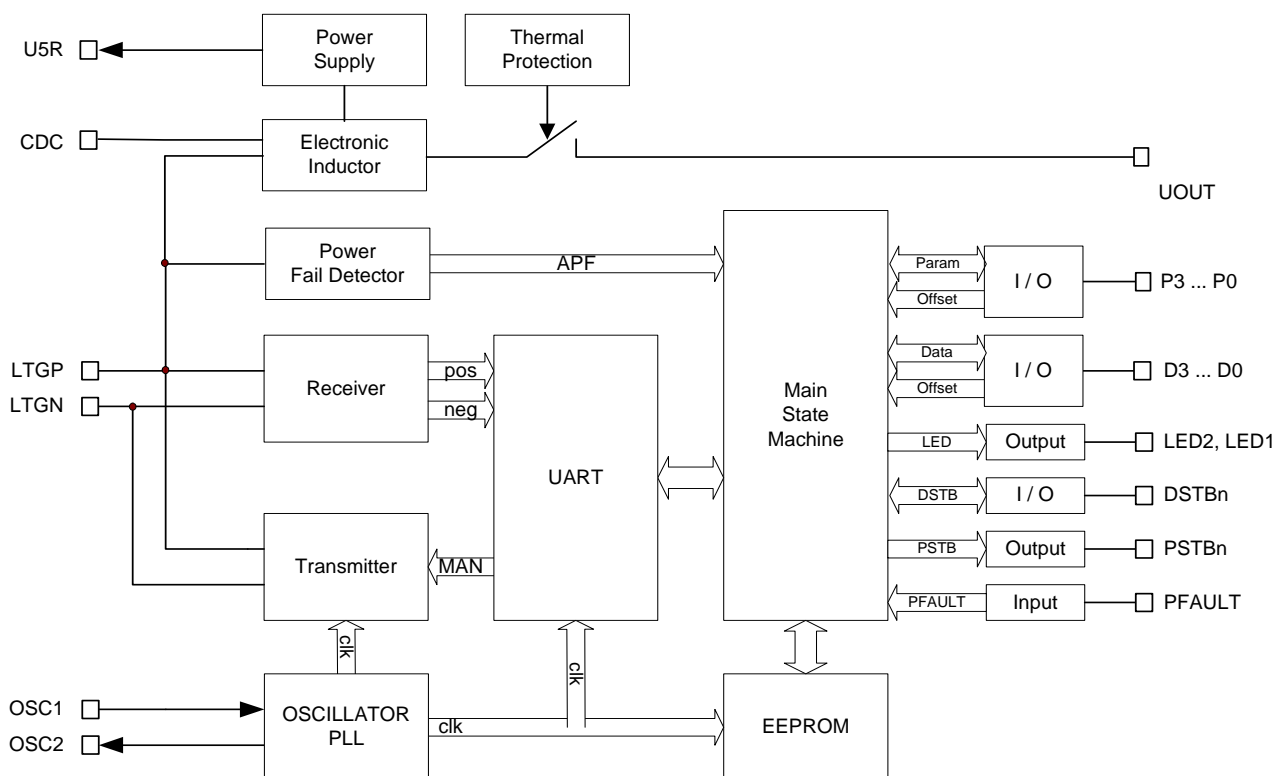 U5R
Power
Supply
Thermal
Protection
CDC
Electronic
Inductor
UOUT
Power
Fail Detector
APF
Param
Offset
I / O
P3 ... P0
LTGP
LTGN
Receiver
pos
neg
UART
Main
State
Machine
Data
Offset
I / O
D3 ... D0
LED
Output
LED2, LED1
DSTB
I / O
DSTBn
Transmitter
MAN
PSTB
Output
PSTBn
PFAULT
Input
PFAULT
clk
clk
OSC1
OSC2
OSCILLATOR
PLL
clk
EEPROM